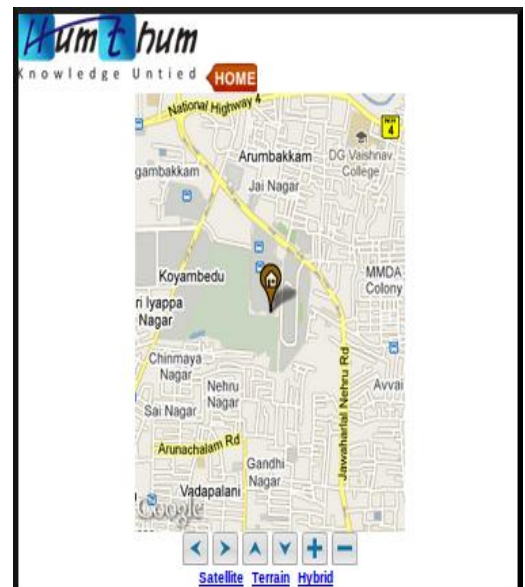 Hum t hum
Knowledge Untied
HOME
National Highway 4
NH
4
Arumbakkam
DG Vaishnav
College
gambakkam
Jai Nagar
Koyambedu
MMDA
Colony
ri Iyappa
Nagar
Chinmaya
Nagar
Nehru
Nagar
Avvai
Sai Nagar
Jawaharlal Nehru Rd
Arunachalam Rd
Gandhi
Nagar
Vadapalani
Google
Satellite Terrain Hybrid